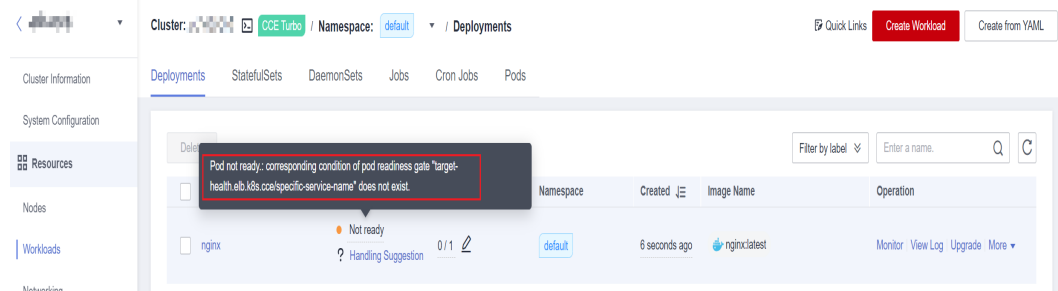 Cluster: CCE Turbo / Namespace: default / Deployments
Quick Links Create Workload Create from YAML
Cluster Information
System Configuration
Resources
Nodes
Workloads
Networking
Deployments StatefulSets DaemonSets Jobs Cron Jobs Pods
Filter by label Enter a name.
Pod not ready.: corresponding condition of pod readiness gate "target-
health.elb.k8s.cce/specific-service-name" does not exist.
Namespace Created Image Name Operation
nginx Not ready 0/1 default 6 seconds ago nginx:latest Monitor View Log Upgrade More
? Handling Suggestion